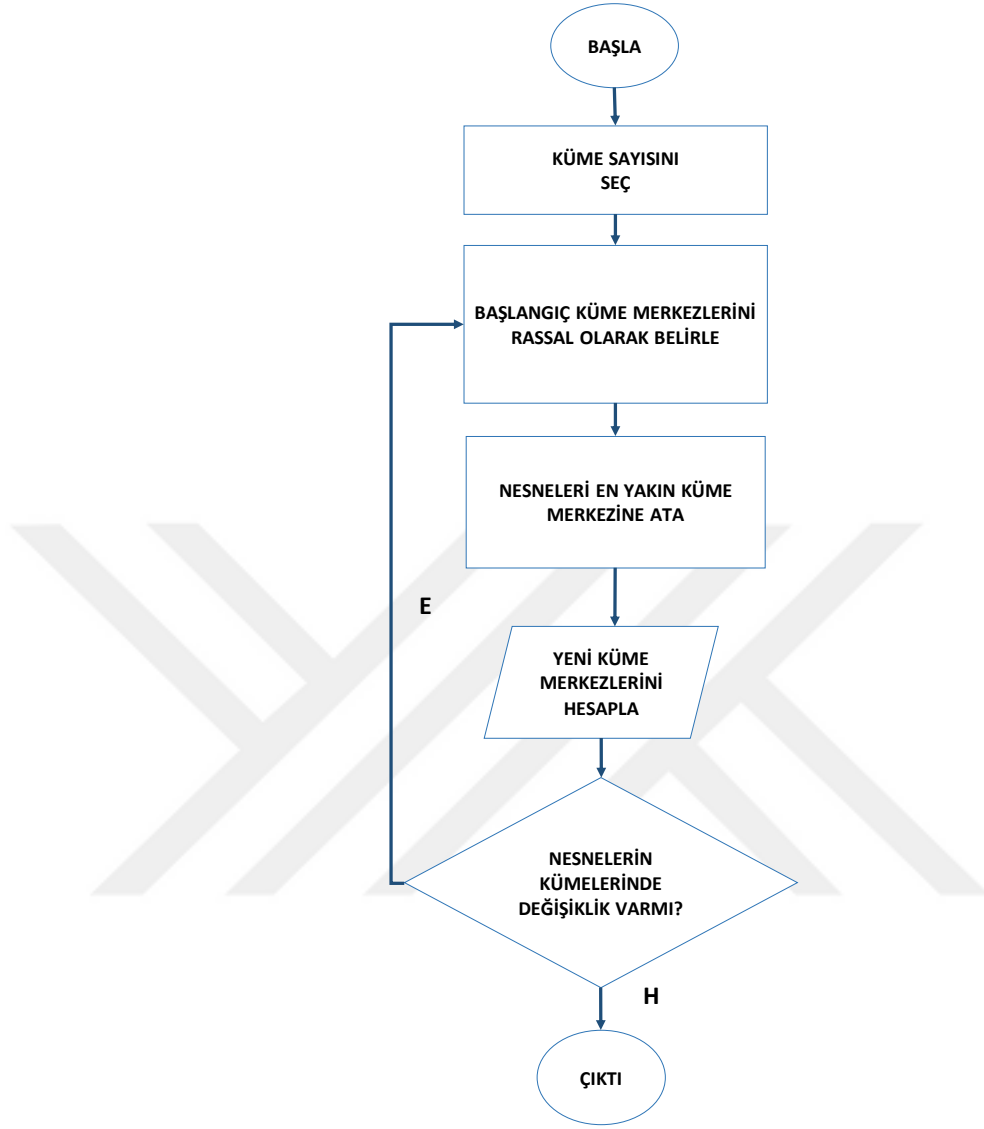 BAŞLA
KÜME SAYISINI
SEÇ
BAŞLANGIÇ KÜME MERKEZLERİNİ
RASSAL OLARAK BELİRLE
NESNELERİ EN YAKIN KÜME
MERKEZİNE ATA
E
YENİ KÜME
MERKEZLERİNİ
HESAPLA
NESNELERİN
KÜMELERİNDE
DEĞİŞİKLİK VARMI?
H
ÇIKTI